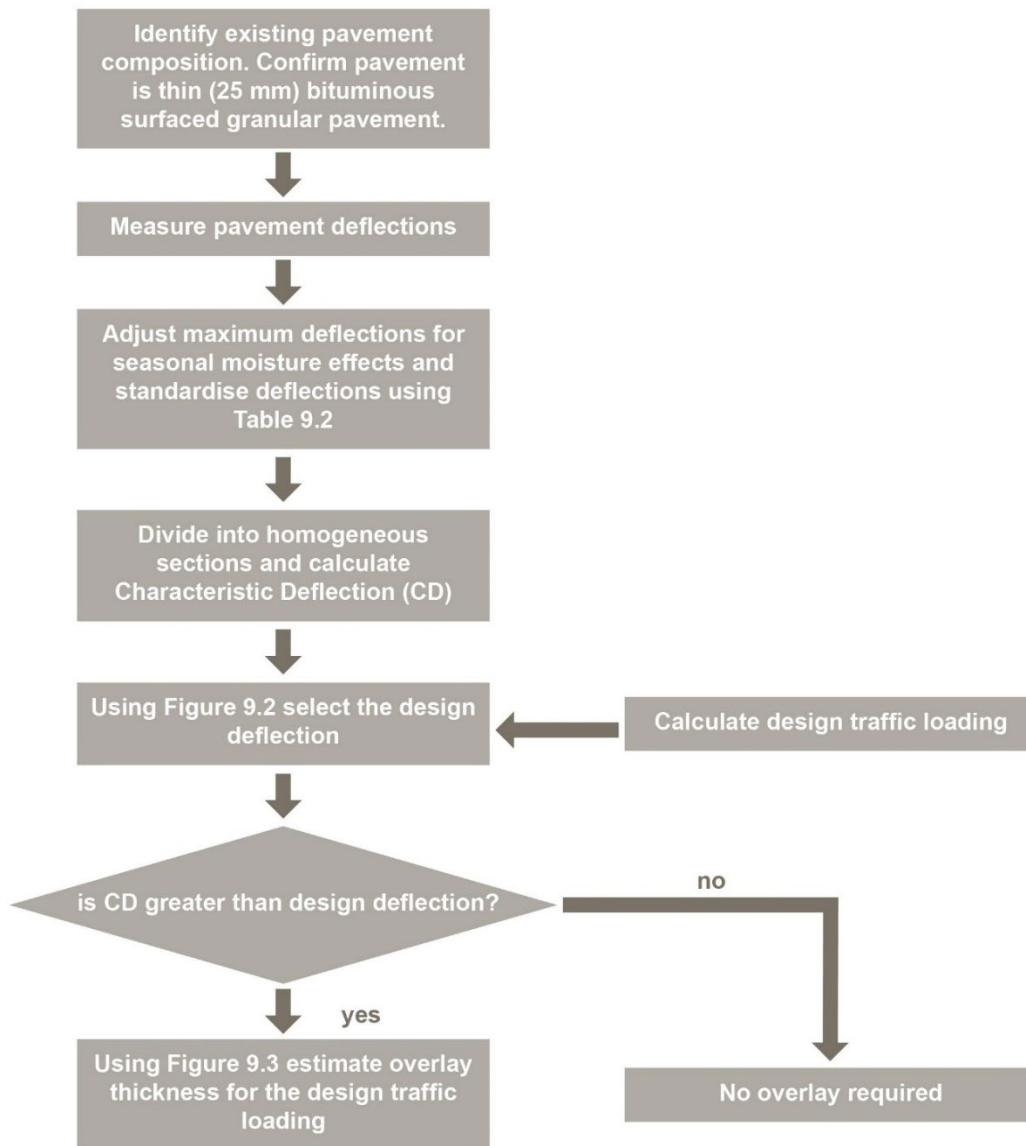 Identify existing pavement
composition. Confirm pavement
is thin (25 mm) bituminous
surfaced granular pavement.
Measure pavement deflections
Adjust maximum deflections for
seasonal moisture effects and
standardise deflections using
Table 9.2
Divide into homogeneous
sections and calculate
Characteristic Deflection (CD)
Using Figure 9.2 select the design
deflection
Calculate design traffic loading
is CD greater than design deflection?
no
yes
Using Figure 9.3 estimate overlay
thickness for the design traffic
loading
No overlay required